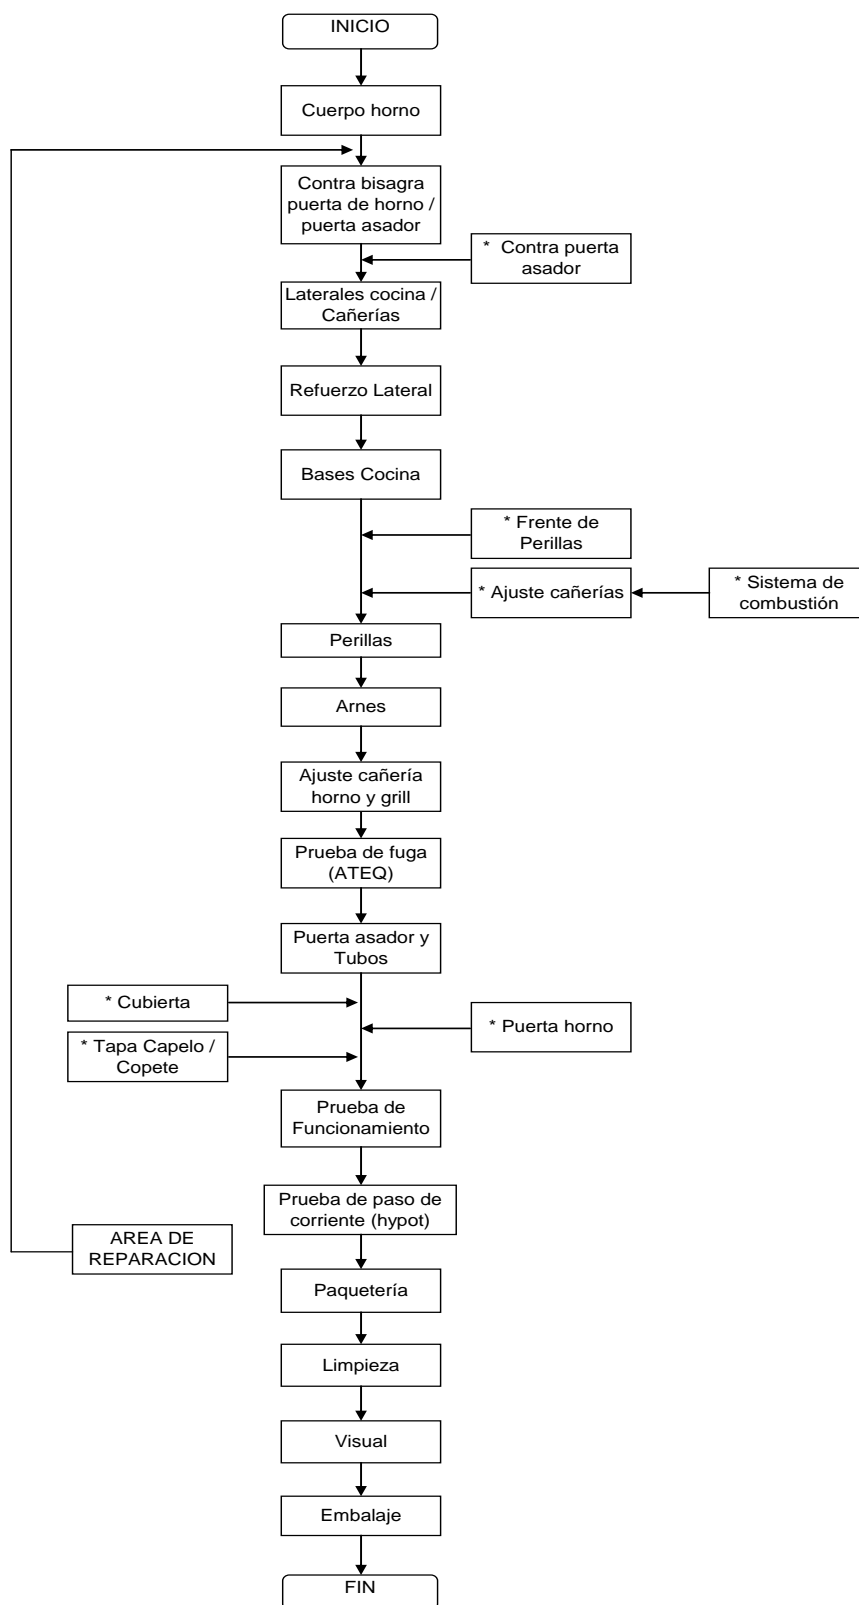 INICIO
Cuerpo horno
Contra bisagra
puerta de horno /
puerta asador
* Contra puerta
asador
Laterales cocina /
Cañerías
Refuerzo Lateral
Bases Cocina
* Frente de
Perillas
* Ajuste cañerías
* Sistema de
combustión
Perillas
Arnes
Ajuste cañería
horno y grill
Prueba de fuga
(ATEQ)
Puerta asador y
Tubos
* Cubierta
* Puerta horno
* Tapa Capelo /
Copete
Prueba de
Funcionamiento
Prueba de paso de
corriente (hypot)
AREA DE
REPARACION
Paquetería
Limpieza
Visual
Embalaje
FIN